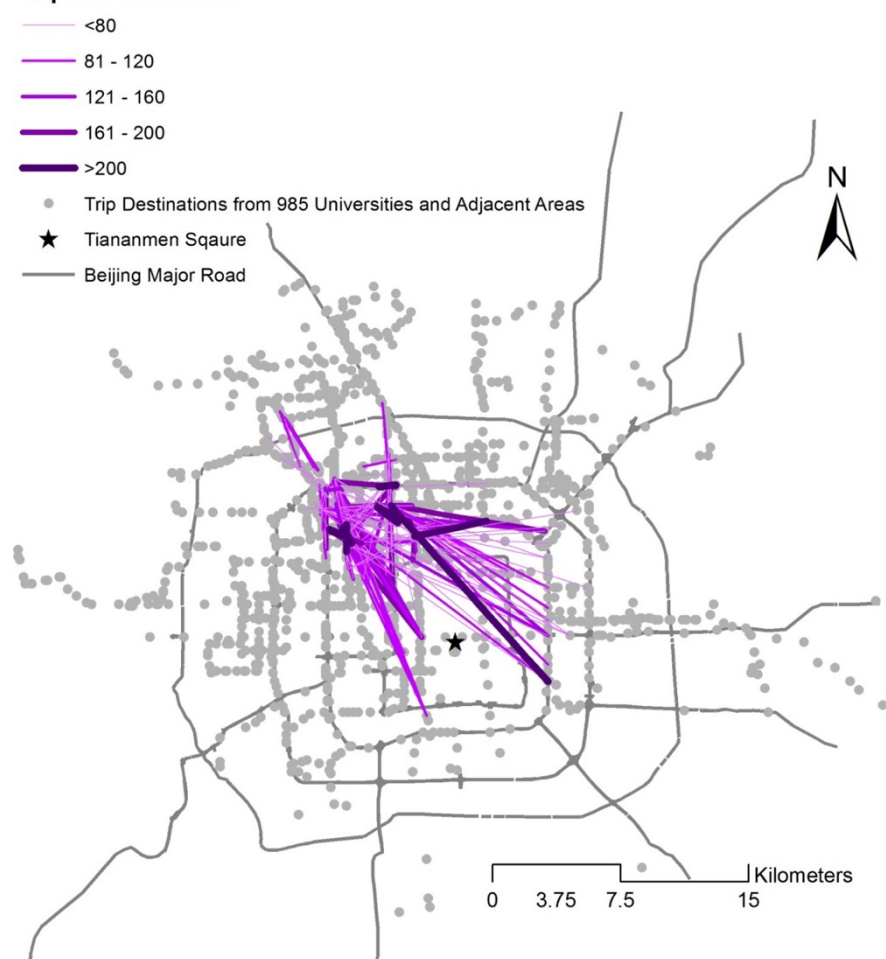 <80
81 - 120
121 - 160
161 - 200
>200
Trip Destinations from 985 Universities and Adjacent Areas
Tiananmen Sqaure
Beijing Major Road
N
Kilometers
0 3.75 7.5 15